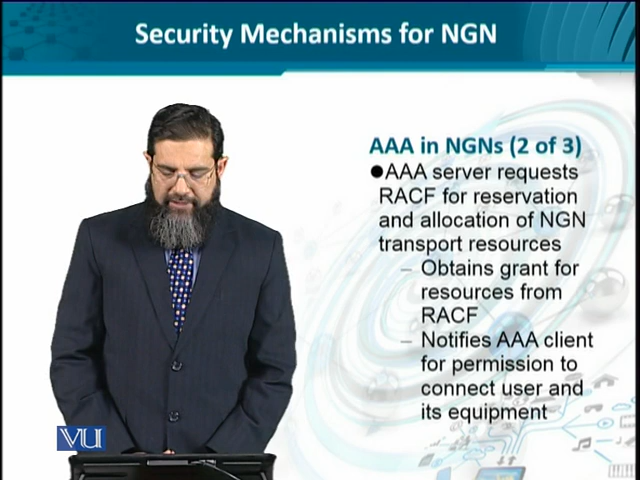 Security Mechanisms for NGN
AAA in NGNs (2 of 3)
●AAA server requests
RACF for reservation
and allocation of NGN
transport resources
– Obtains grant for
resources from
RACF
– Notifies AAA client
for permission to
connect user and
its equipment
VU